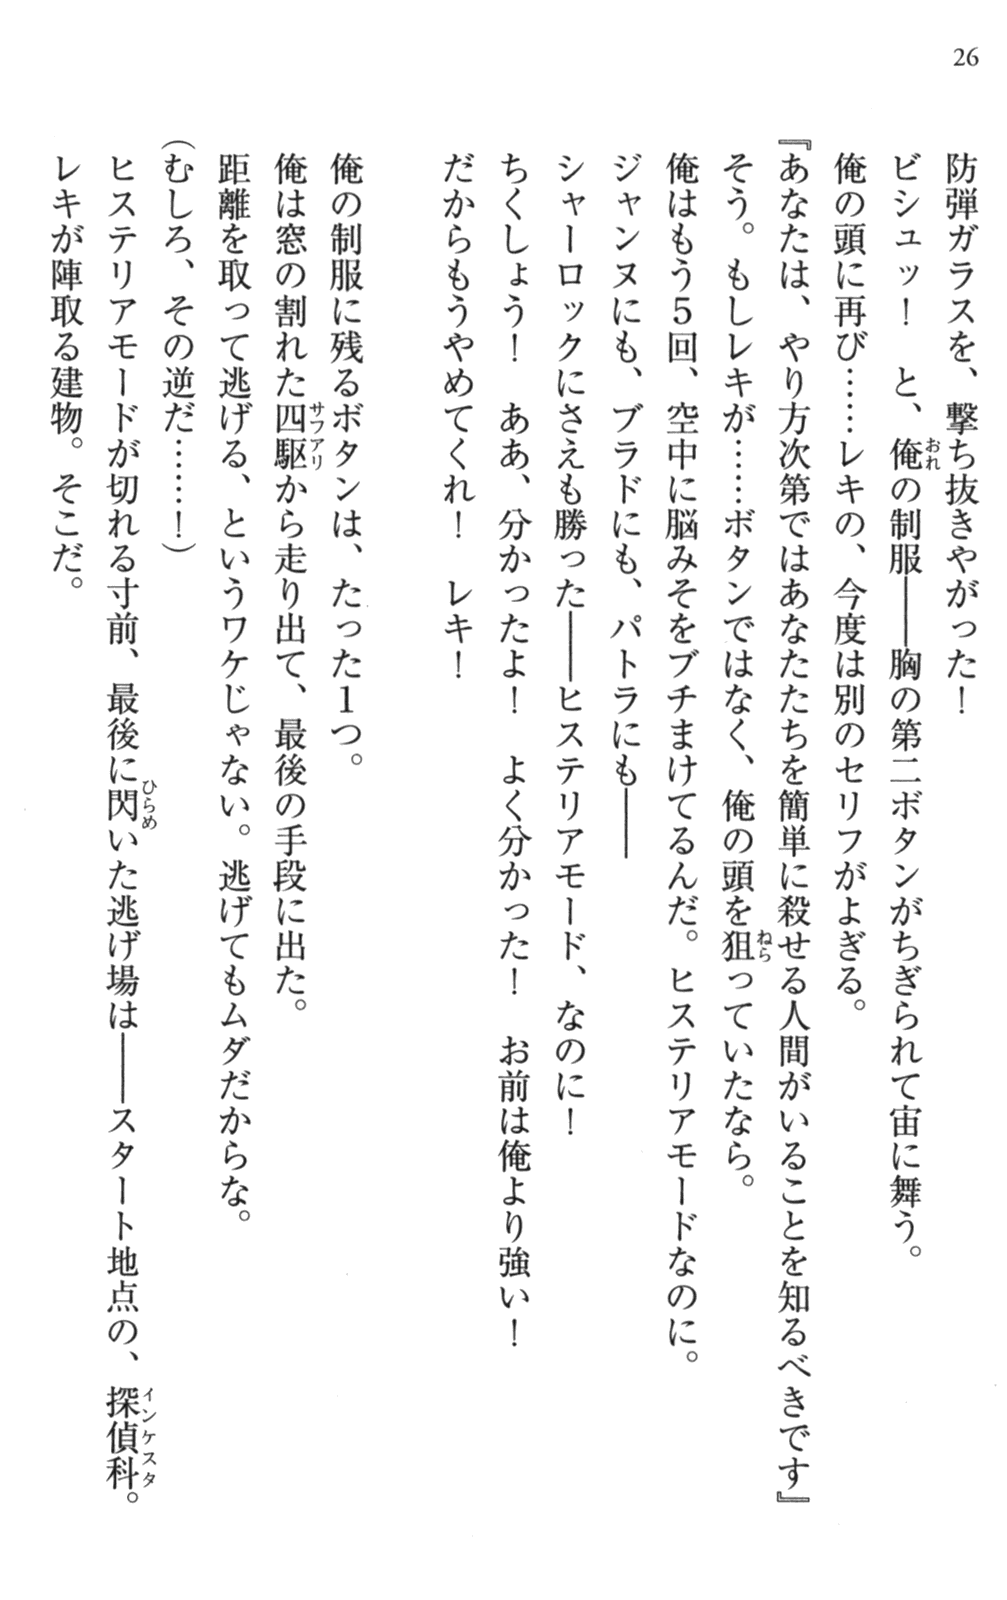 26
防弾ガラスを、撃ち抜きやがった！
ビシュッ！　と、俺の制服――胸の第二ボタンがちぎられて宙に舞う。
俺の頭に再び……レキの、今度は別のセリフがよぎる。
『あなたは、やり方次第ではあなたたちを簡単に殺せる人間がいることを知るべきです』
そう。もしレキが……ボタンではなく、俺の頭を狙っていたなら。
俺はもう５回、空中に脳みそをブチまけてるんだ。ヒステリアモードなのに。
ジャンヌにも、ブラドにも、パトラにも――
シャーロックにさえも勝った――ヒステリアモード、なのに！
ちくしょう！　ああ、分かったよ！　よく分かった！　お前は俺より強い！
だからもうやめてくれ！　レキ！
俺の制服に残るボタンは、たった１つ。
俺は窓の割れた四駆から走り出て、最後の手段に出た。
距離を取って逃げる、というワケじゃない。逃げてもムダだからな。
（むしろ、その逆だ……！）
ヒステリアモードが切れる寸前、最後に閃いた逃げ場は――スタート地点の、探偵科。
レキが陣取る建物。そこだ。